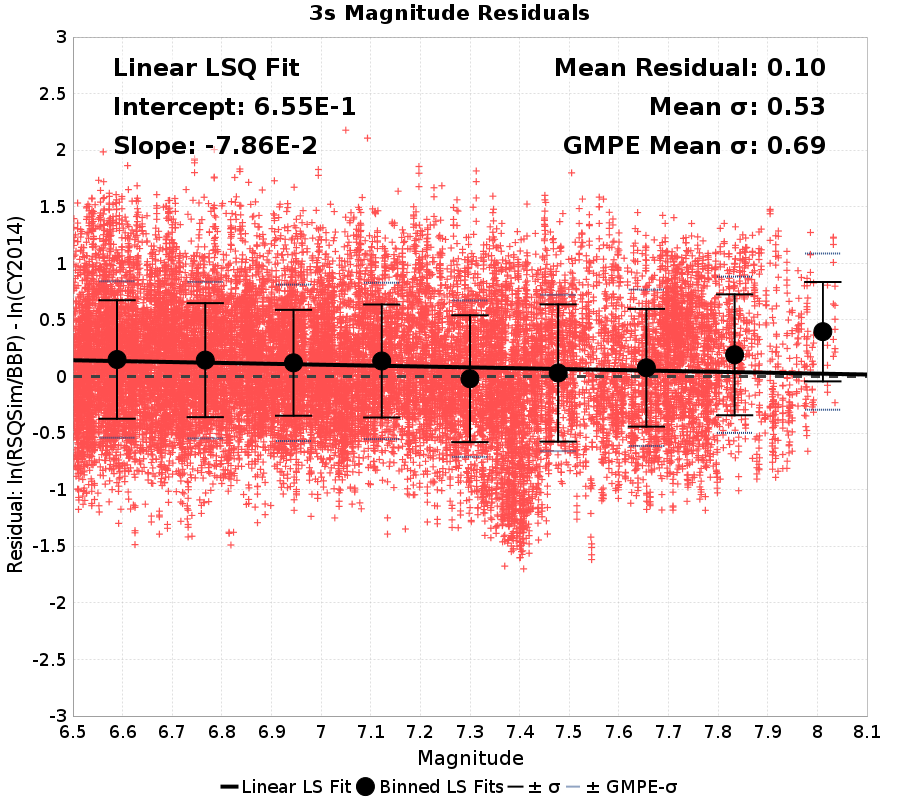 3s Magnitude Residuals
Linear LSQ Fit
Intercept: 6.55E-1
Slope: -7.86E-2
Mean Residual: 0.10
Mean σ: 0.53
GMPE Mean σ: 0.69
Residual: ln(RSQSim/BBP) - ln(CY2014)
3
2.5
2
1.5
1
0.5
0
-0.5
-1
-1.5
-2
-2.5
-3
6.5 6.6 6.7 6.8 6.9 7 7.1 7.2 7.3 7.4 7.5 7.6 7.7 7.8 7.9 8 8.1
Magnitude
Linear LS Fit Binned LS Fits ± σ ± GMPE-σ